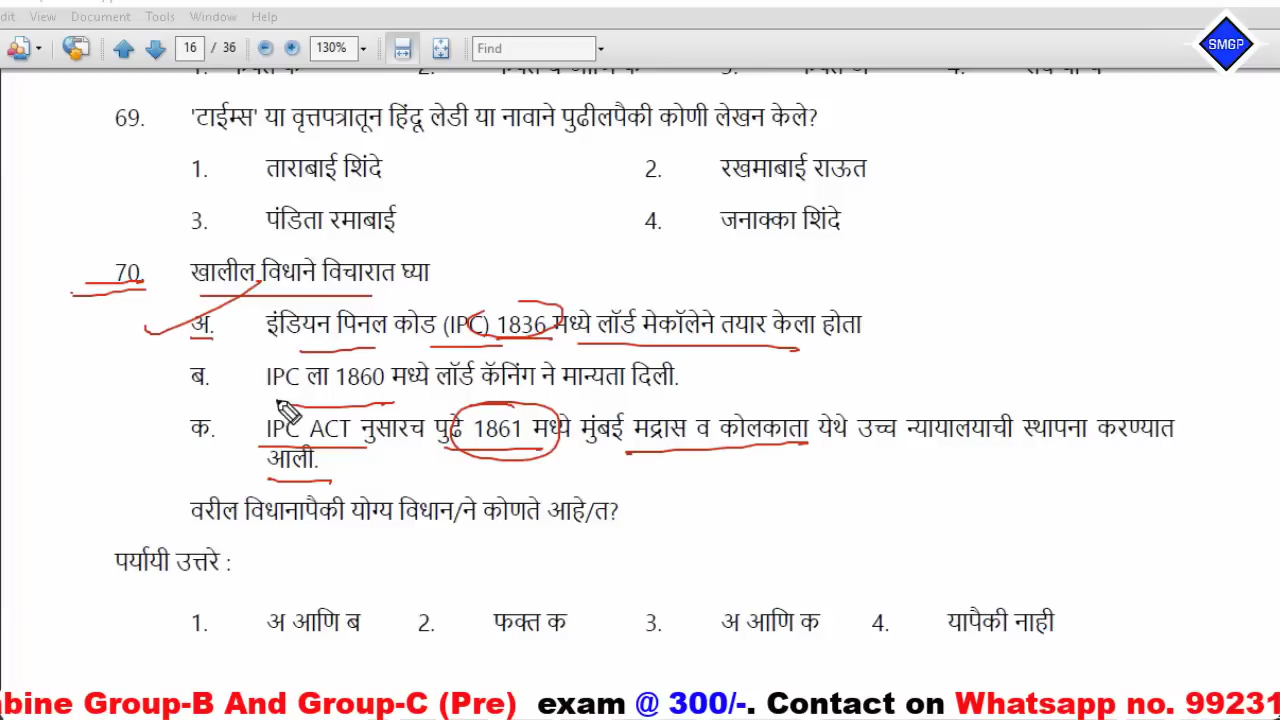 dit View Document Tools Window Help
16 / 36 130% Find
SMGP
69. 'टाईम्स' या वृत्तपत्रातून हिंदू लेडी या नावाने पुढीलपैकी कोणी लेखन केले?
1. ताराबाई शिंदे 2. रखमाबाई राऊत
3. पंडिता रमाबाई 4. जनाक्का शिंदे
70. खालील विधाने विचारात घ्या
अ. इंडियन पिनल कोड (IPC) 1836 मध्ये लॉर्ड मेकॉलेने तयार केला होता
ब. IPC ला 1860 मध्ये लॉर्ड कॅनिंग ने मान्यता दिली.
क. IPC ACT नुसारच पुढे 1861 मध्ये मुंबई मद्रास व कोलकाता येथे उच्च न्यायालयाची स्थापना करण्यात
आली.
वरील विधानापैकी योग्य विधान/ने कोणते आहे/त?
पर्यायी उत्तरे :
1. अ आणि ब 2. फक्त क 3. अ आणि क 4. यापैकी नाही
bine Group-B And Group-C (Pre) exam @ 300/-. Contact on Whatsapp no. 99231